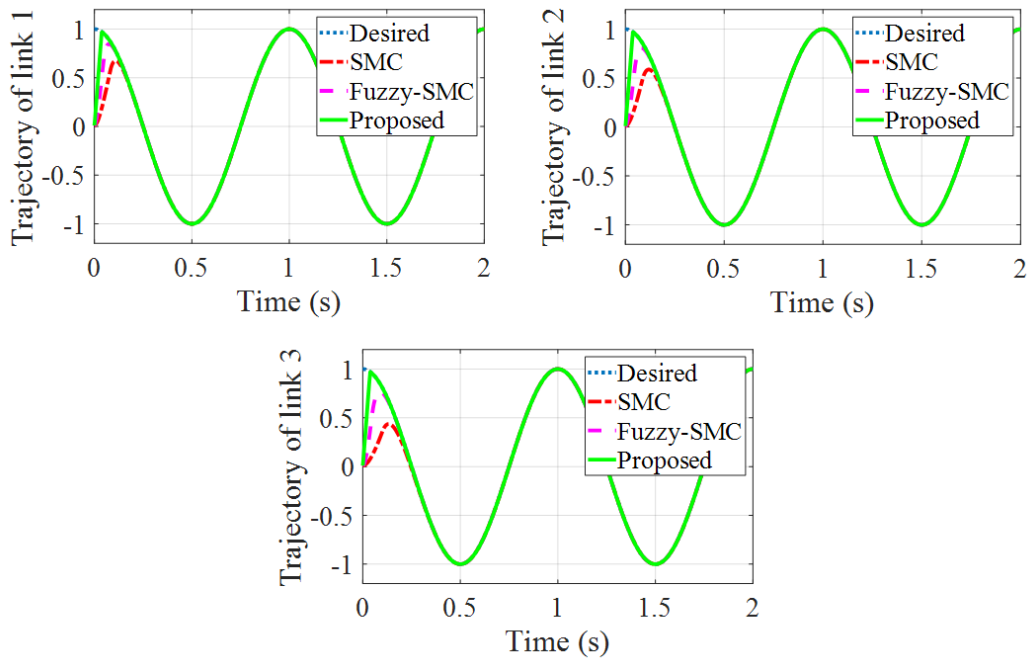 Trajectory of link 1
1
0.5
0
-0.5
-1
0
0.5
1
1.5
2
Time (s)
Desired
SMC
Fuzzy-SMC
Proposed
Trajectory of link 2
1
0.5
0
-0.5
-1
0
0.5
1
1.5
2
Time (s)
Desired
SMC
Fuzzy-SMC
Proposed
Trajectory of link 3
1
0.5
0
-0.5
-1
0
0.5
1
1.5
2
Time (s)
Desired
SMC
Fuzzy-SMC
Proposed